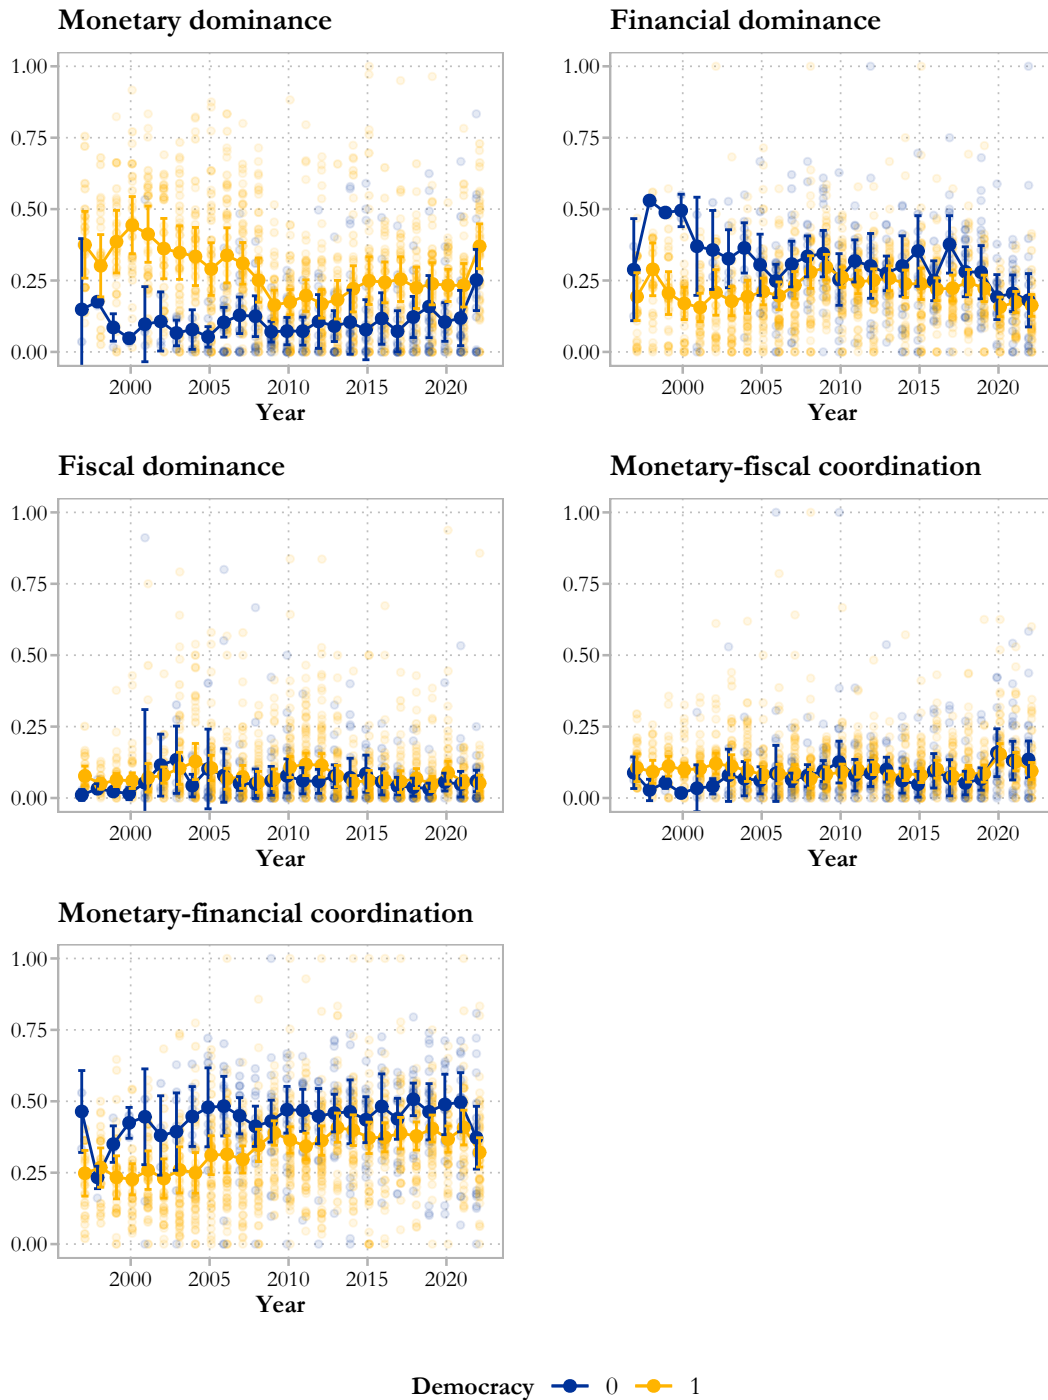 Monetary dominance
1.00
0.75
0.50
0.25
0.00
2000 2005 2010 2015 2020
Year
Financial dominance
1.00
0.75
0.50
0.25
0.00
2000 2005 2010 2015 2020
Year
Fiscal dominance
1.00
0.75
0.50
0.25
0.00
2000 2005 2010 2015 2020
Year
Monetary-fiscal coordination
1.00
0.75
0.50
0.25
0.00
2000 2005 2010 2015 2020
Year
Monetary-financial coordination
1.00
0.75
0.50
0.25
0.00
2000 2005 2010 2015 2020
Year
Democracy 0 1